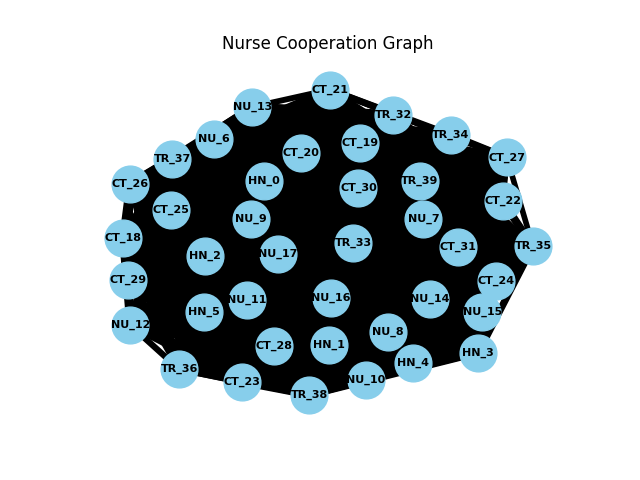 Nurse Cooperation Graph
CT_21
NU_13
TR_32
TR_34
NU_6
CT_19
CT_20
CT_27
TR_37
HN_0
TR_39
CT_26
CT_30
CT_22
CT_25
NU_9
NU_7
CT_18
TR_33
TR_35
CT_31
NU_17
HN_2
CT_29
CT_24
NU_16
NU_14
NU_11
HN_5
NU_15
NU_12
NU_8
HN_1
CT_28
HN_3
HN_4
TR_36
NU_10
CT_23
TR_38